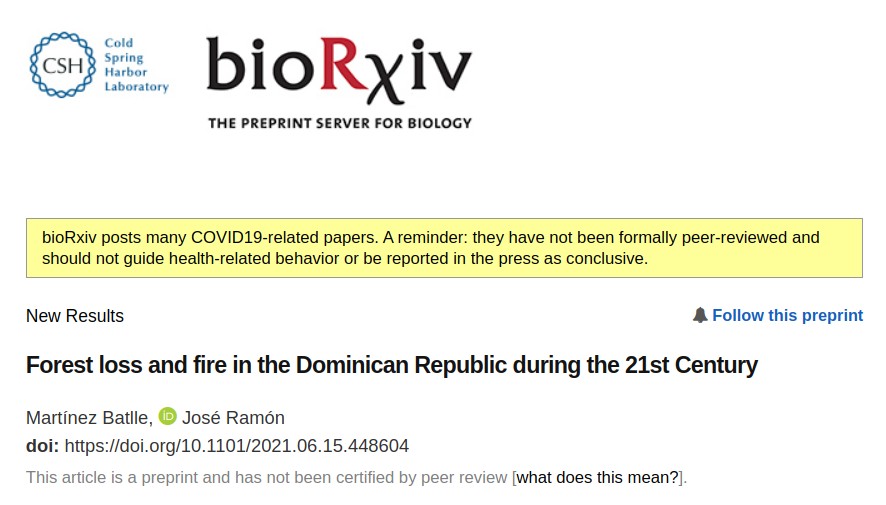 CSH
Cold
Spring
Harbor
Laboratory
bioRχiv
THE PREPRINT SERVER FOR BIOLOGY
bioRxiv posts many COVID19-related papers. A reminder: they have not been formally peer-reviewed and
should not guide health-related behavior or be reported in the press as conclusive.
New Results
Follow this preprint
Forest loss and fire in the Dominican Republic during the 21st Century
Martínez Batlle, iD José Ramón
doi: https://doi.org/10.1101/2021.06.15.448604
This article is a preprint and has not been certified by peer review [what does this mean?].